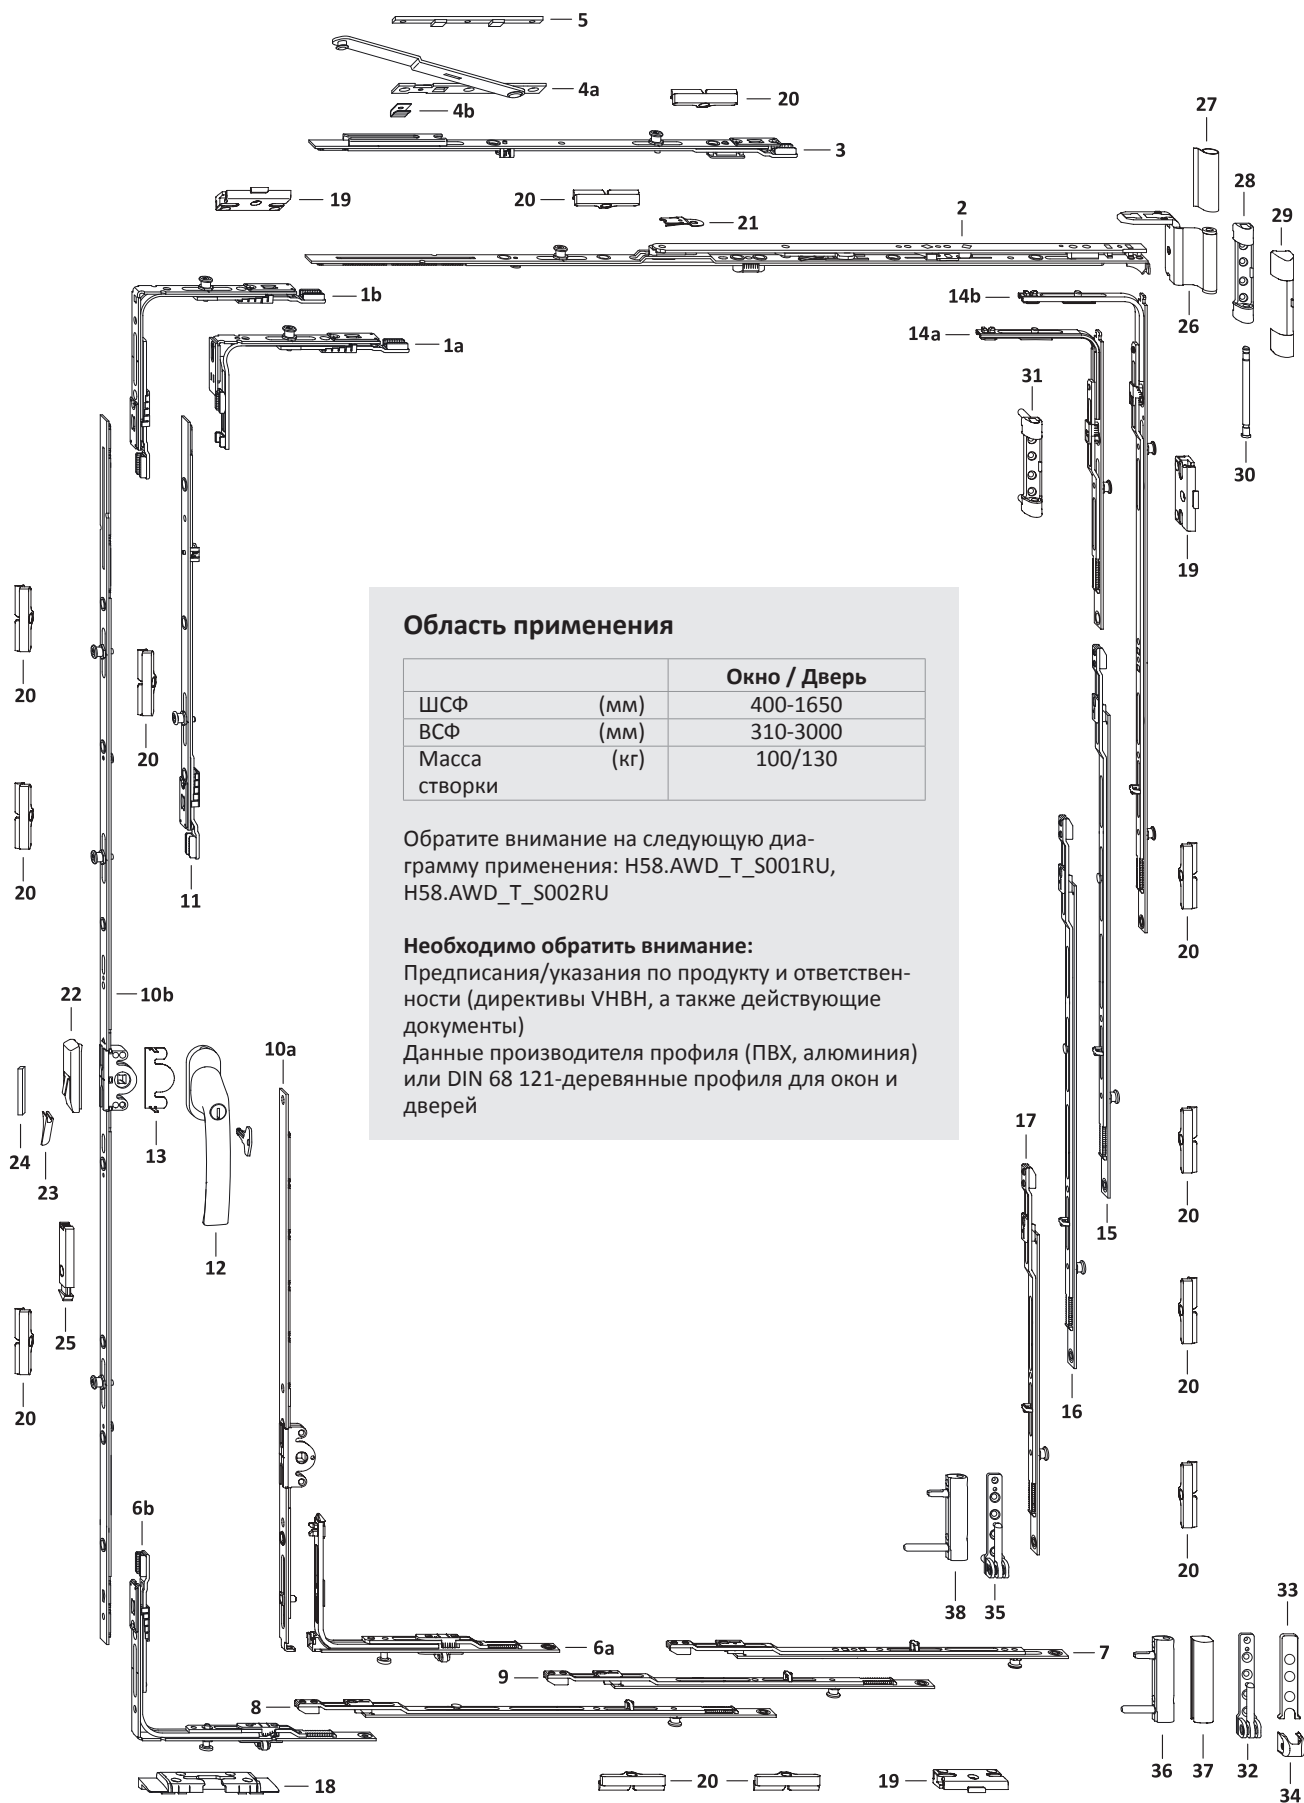 5
4a
4b
20
3
27
19
20
21
2
28
29
1b
14b
26
1a
14a
31
30
19
Область применения
Окно / Дверь
ШСФ (мм) 400-1650
ВСФ (мм) 310-3000
Масса (кг) 100/130
створки
Обратите внимание на следующую диа-
грамму применения: H58.AWD_T_S001RU,
H58.AWD_T_S002RU
Необходимо обратить внимание:
Предписания/указания по продукту и ответствен-
ности (директивы VHBH, а также действующие
документы)
Данные производителя профиля (ПВХ, алюминия)
или DIN 68 121-деревянные профиля для окон и
дверей
20
20
20
11
20
22
10b
10a
24
13
17
23
15
20
12
25
20
16
20
6b
20
38
35
33
6a
7
9
8
36
37
32
18
20
19
34